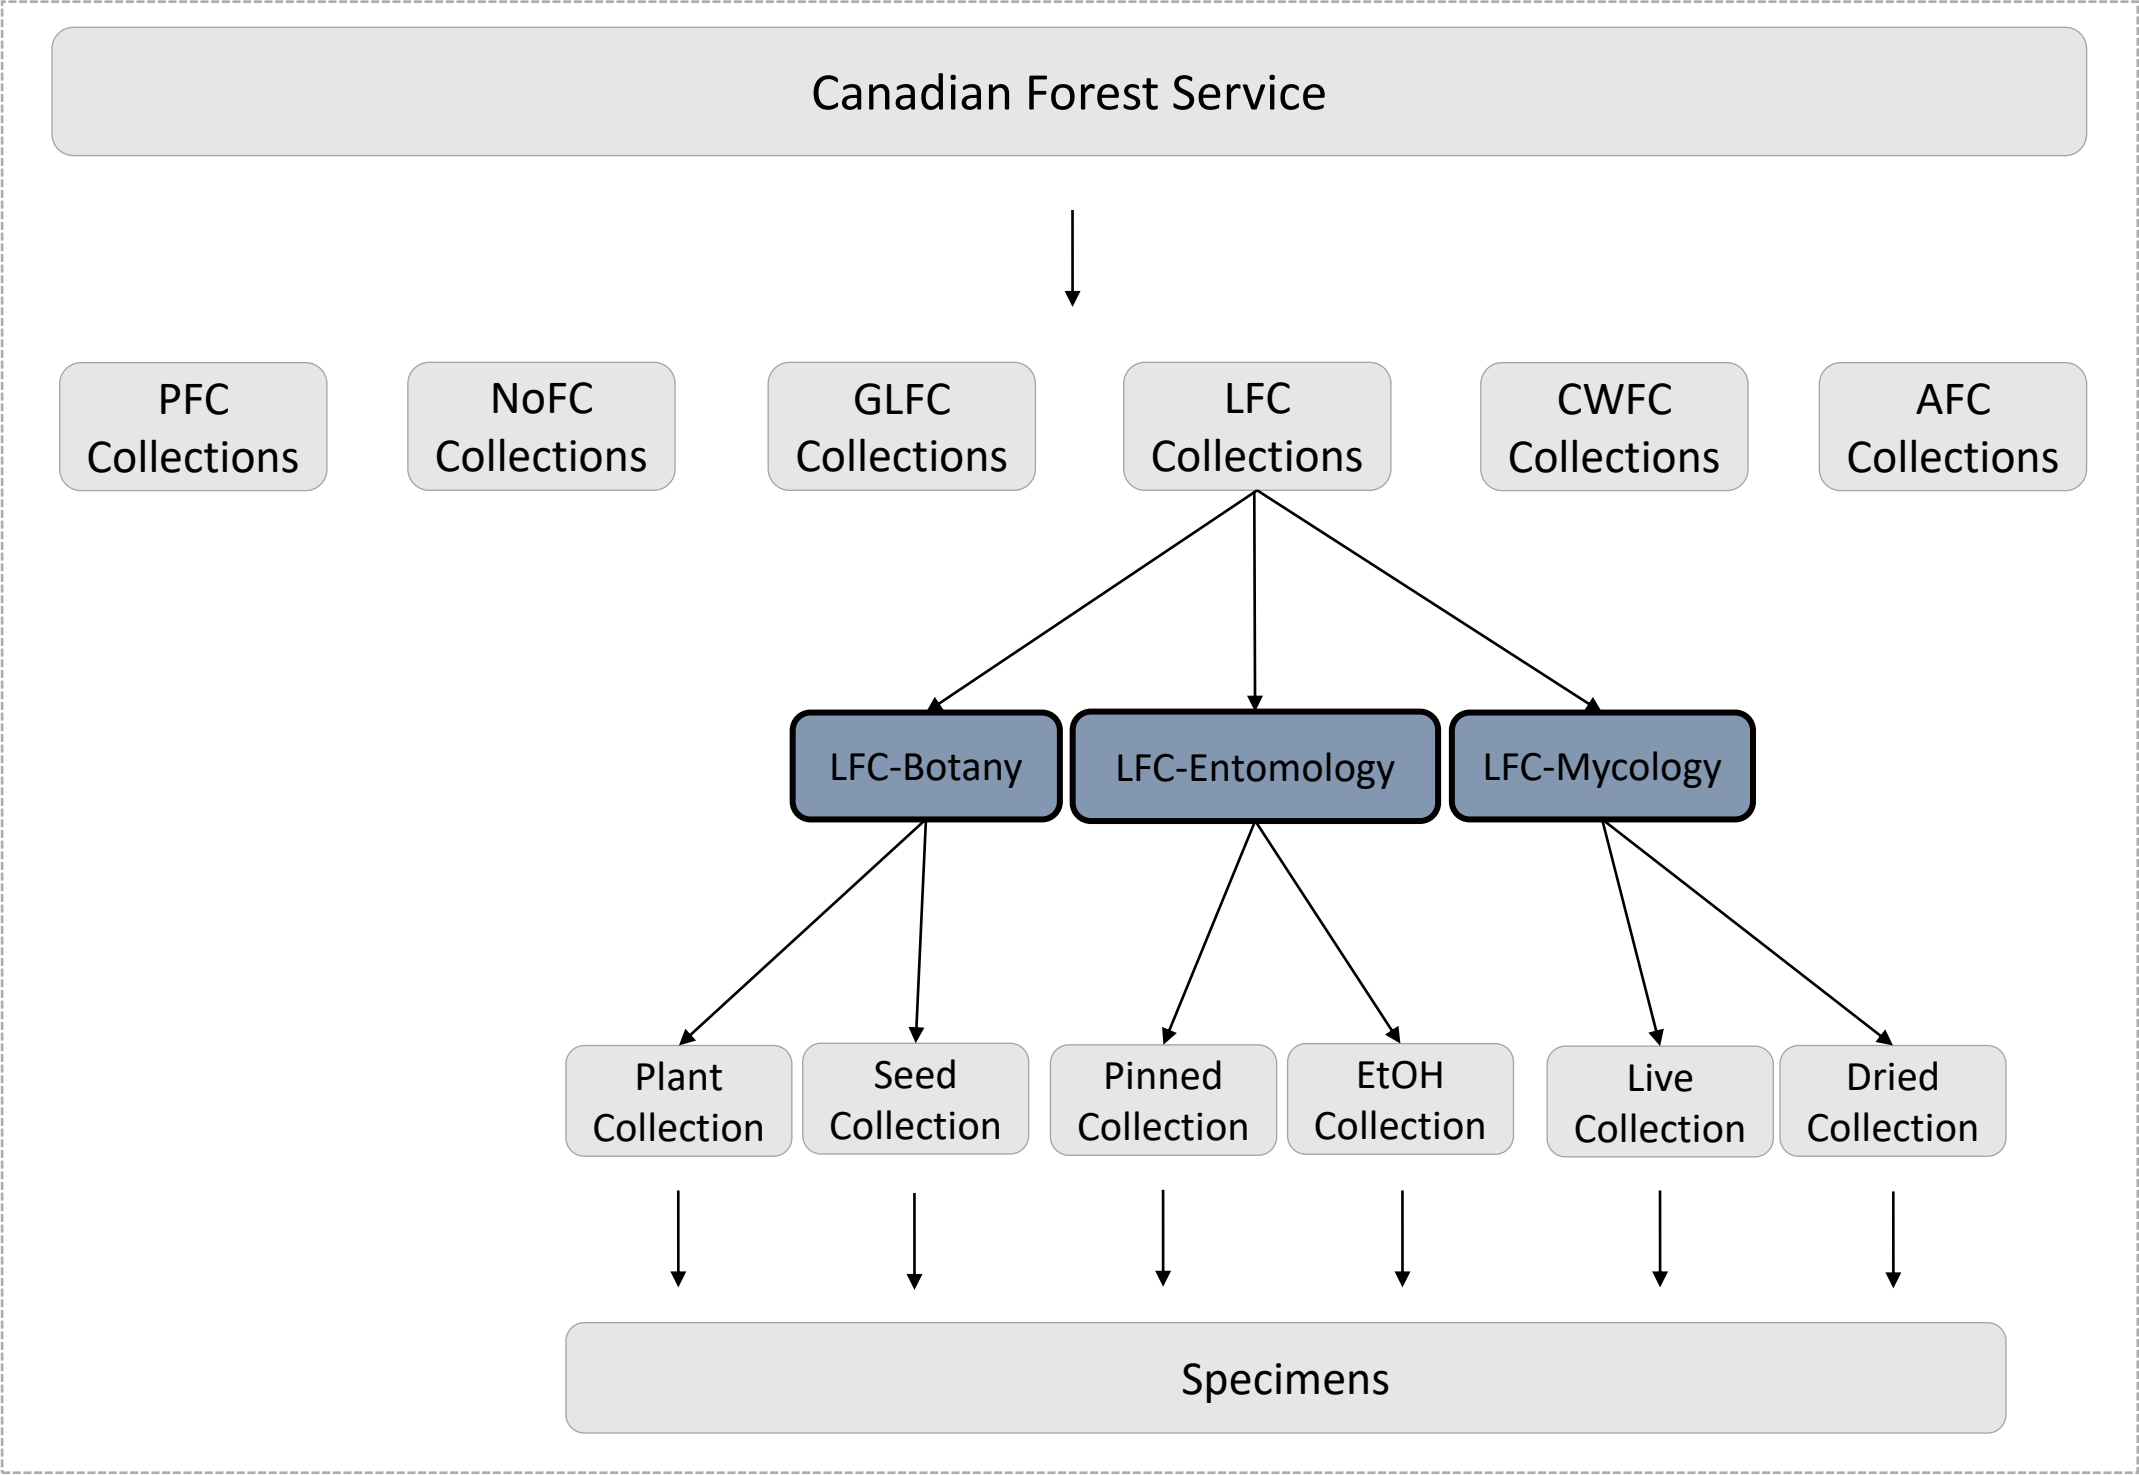 Canadian Forest Service
PFC
Collections
NoFC
Collections
GLFC
Collections
LFC
Collections
CWFC
Collections
AFC
Collections
LFC-Botany
LFC-Entomology
LFC-Mycology
Plant
Collection
Seed
Collection
Pinned
Collection
EtOH
Collection
Live
Collection
Dried
Collection
Specimens